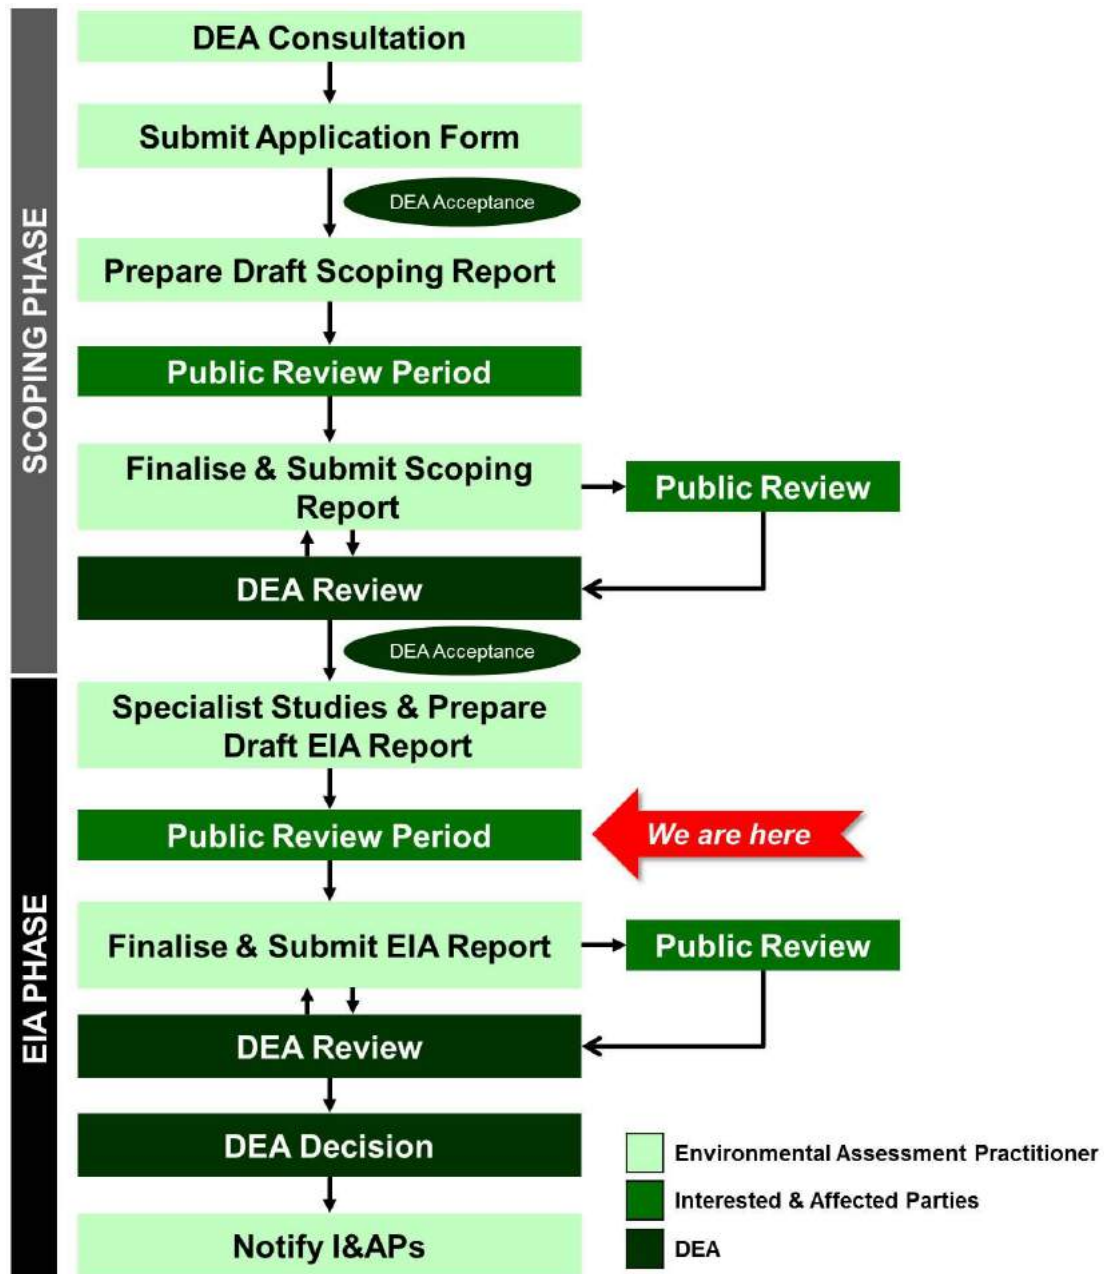 SCOPING PHASE
DEA Consultation
Submit Application Form
DEA Acceptance
Prepare Draft Scoping Report
Public Review Period
Finalise & Submit Scoping
Report
Public Review
DEA Review
DEA Acceptance
EIA PHASE
Specialist Studies & Prepare
Draft EIA Report
Public Review Period
We are here
Finalise & Submit EIA Report
Public Review
DEA Review
DEA Decision
Notify I&APs
Environmental Assessment Practitioner
Interested & Affected Parties
DEA